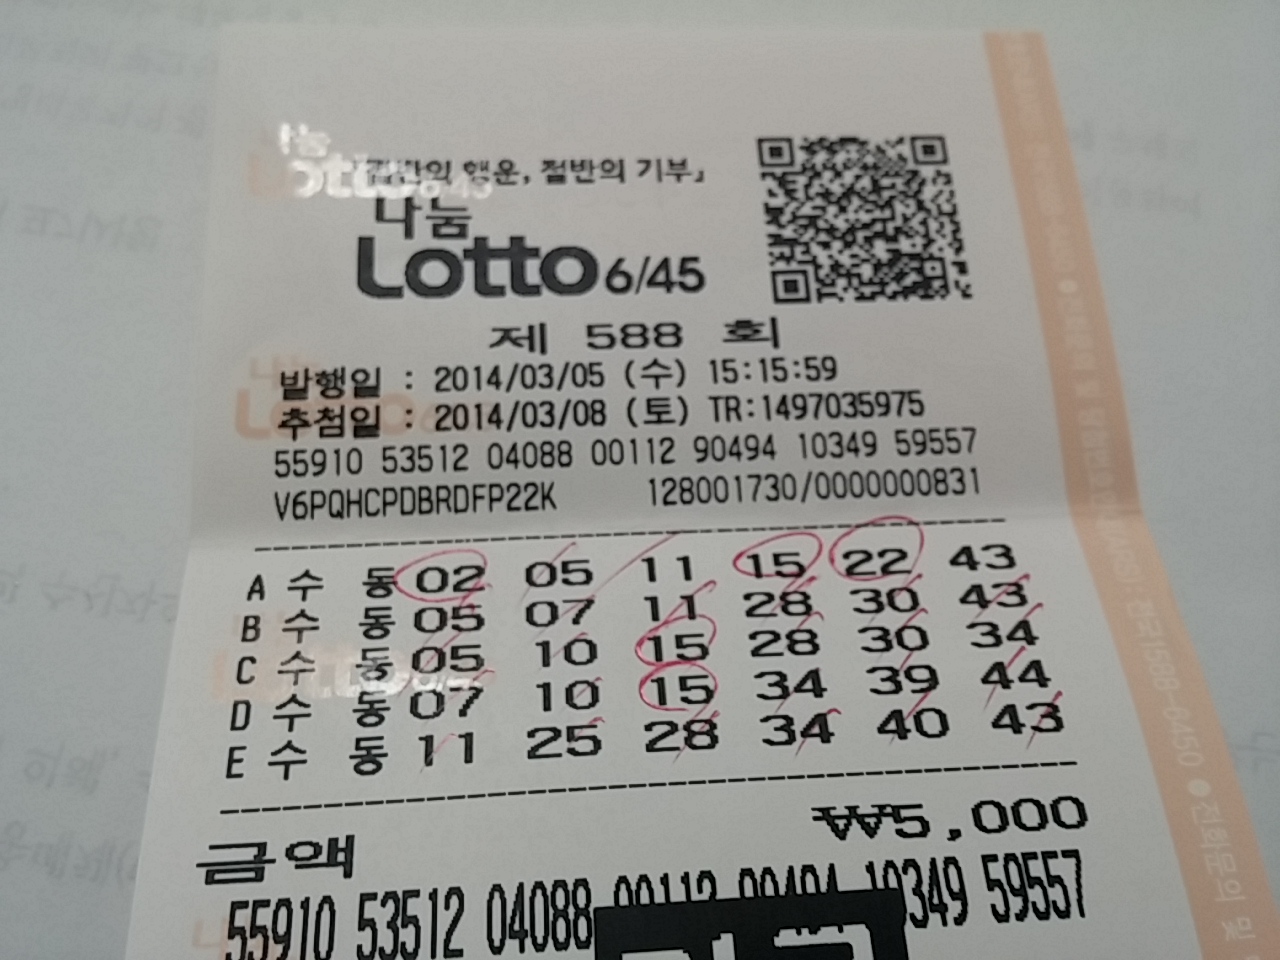 「절반의 행운, 절반의 기부」
나눔
Lotto 6/45
제 588 회
발행일 : 2014/03/05 (수) 15:15:59
추첨일 : 2014/03/08 (토) TR:1497035975
55910 53512 04088 00112 90494 10349 59557
V6PQHCPDBRDFP22K 128001730/0000000831
A 수 동 02 05 11 15 22 43
B 수 동 05 07 11 28 30 43
C 수 동 05 10 15 28 30 34
D 수 동 07 10 15 34 39 44
E 수 동 11 25 28 34 40 43
금액 ₩5,000
55910 53512 04088 00112 90494 10349 59557